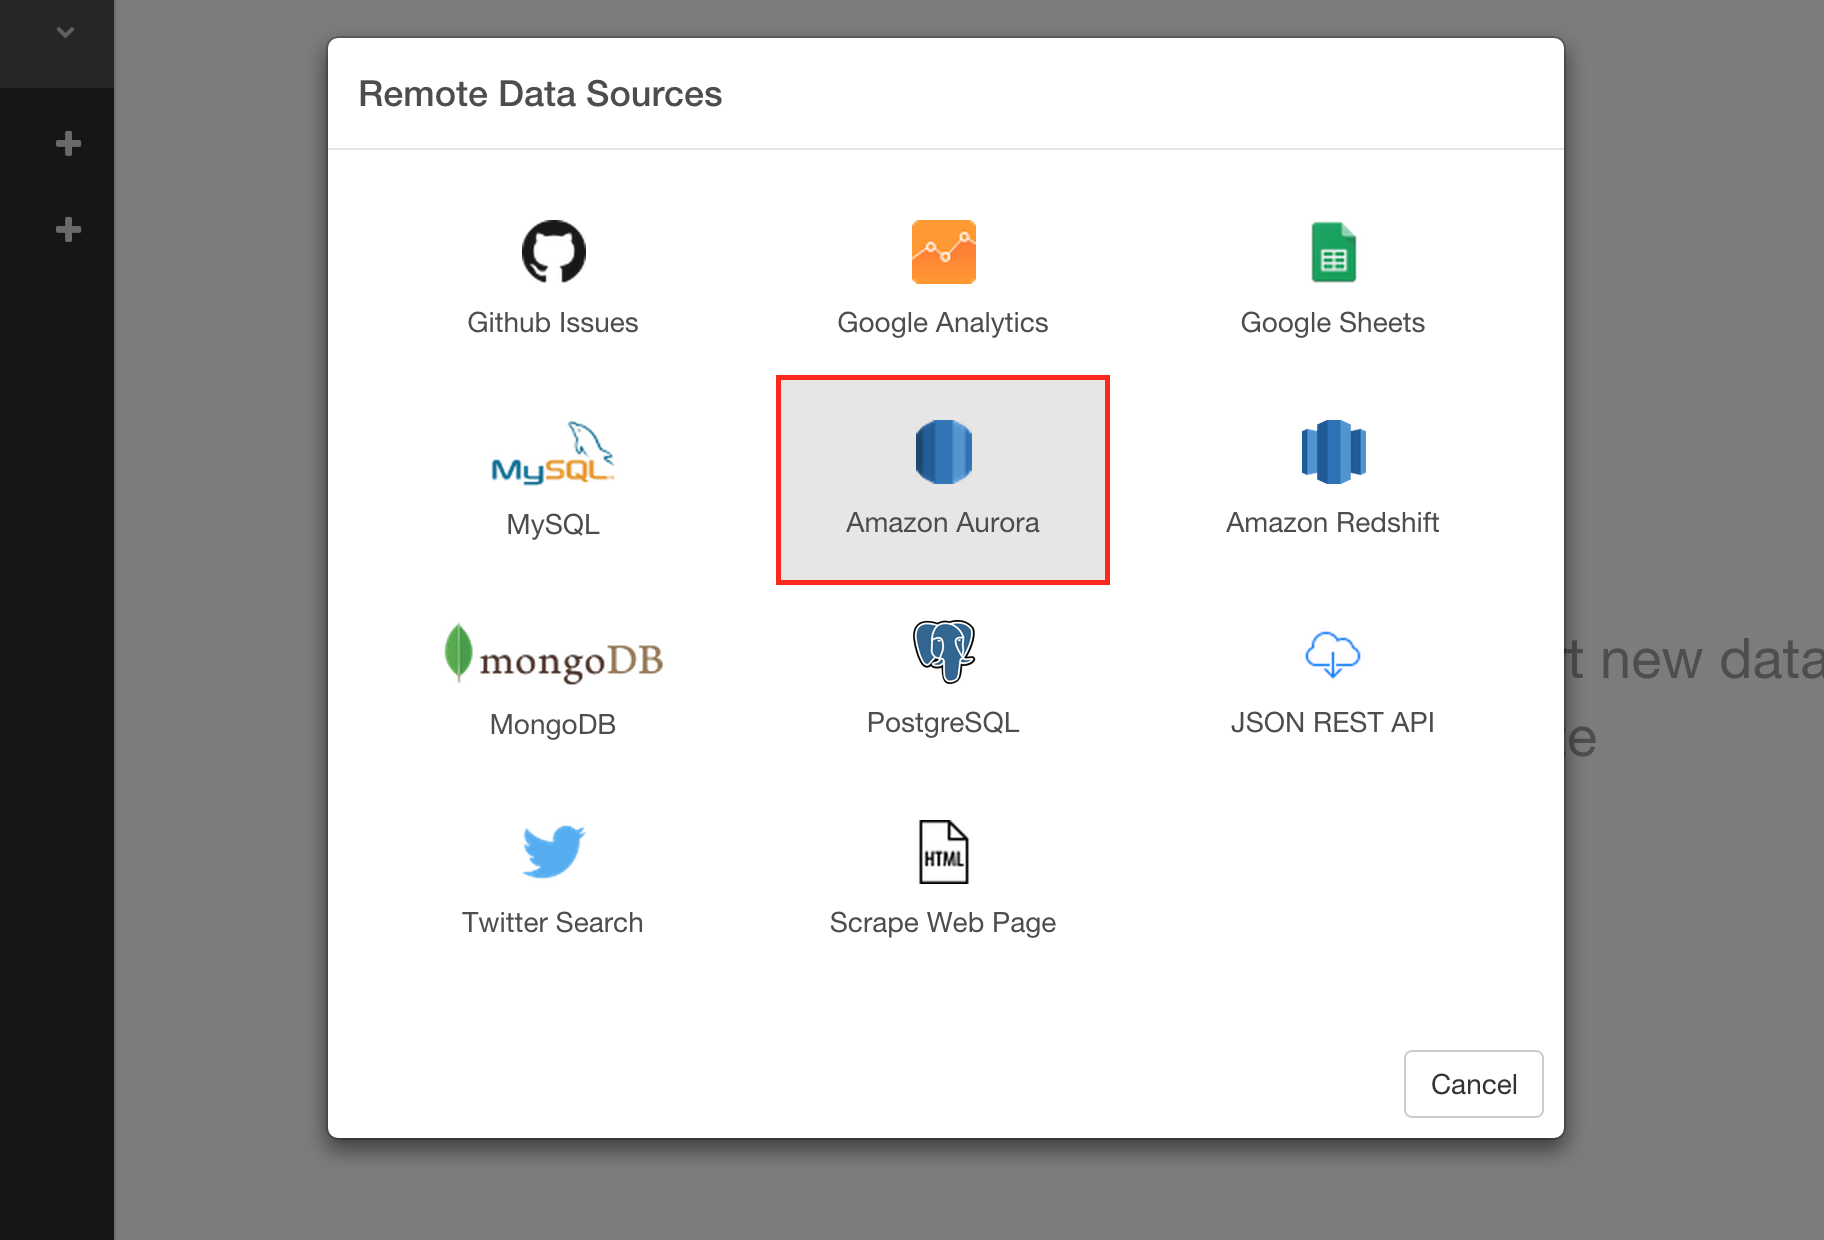 Remote Data Sources
Github Issues
Google Analytics
Google Sheets
MySQL
MySQL
Amazon Aurora
Amazon Redshift
mongoDB
MongoDB
PostgreSQL
JSON REST API
new data
Twitter Search
HTML
Scrape Web Page
Cancel